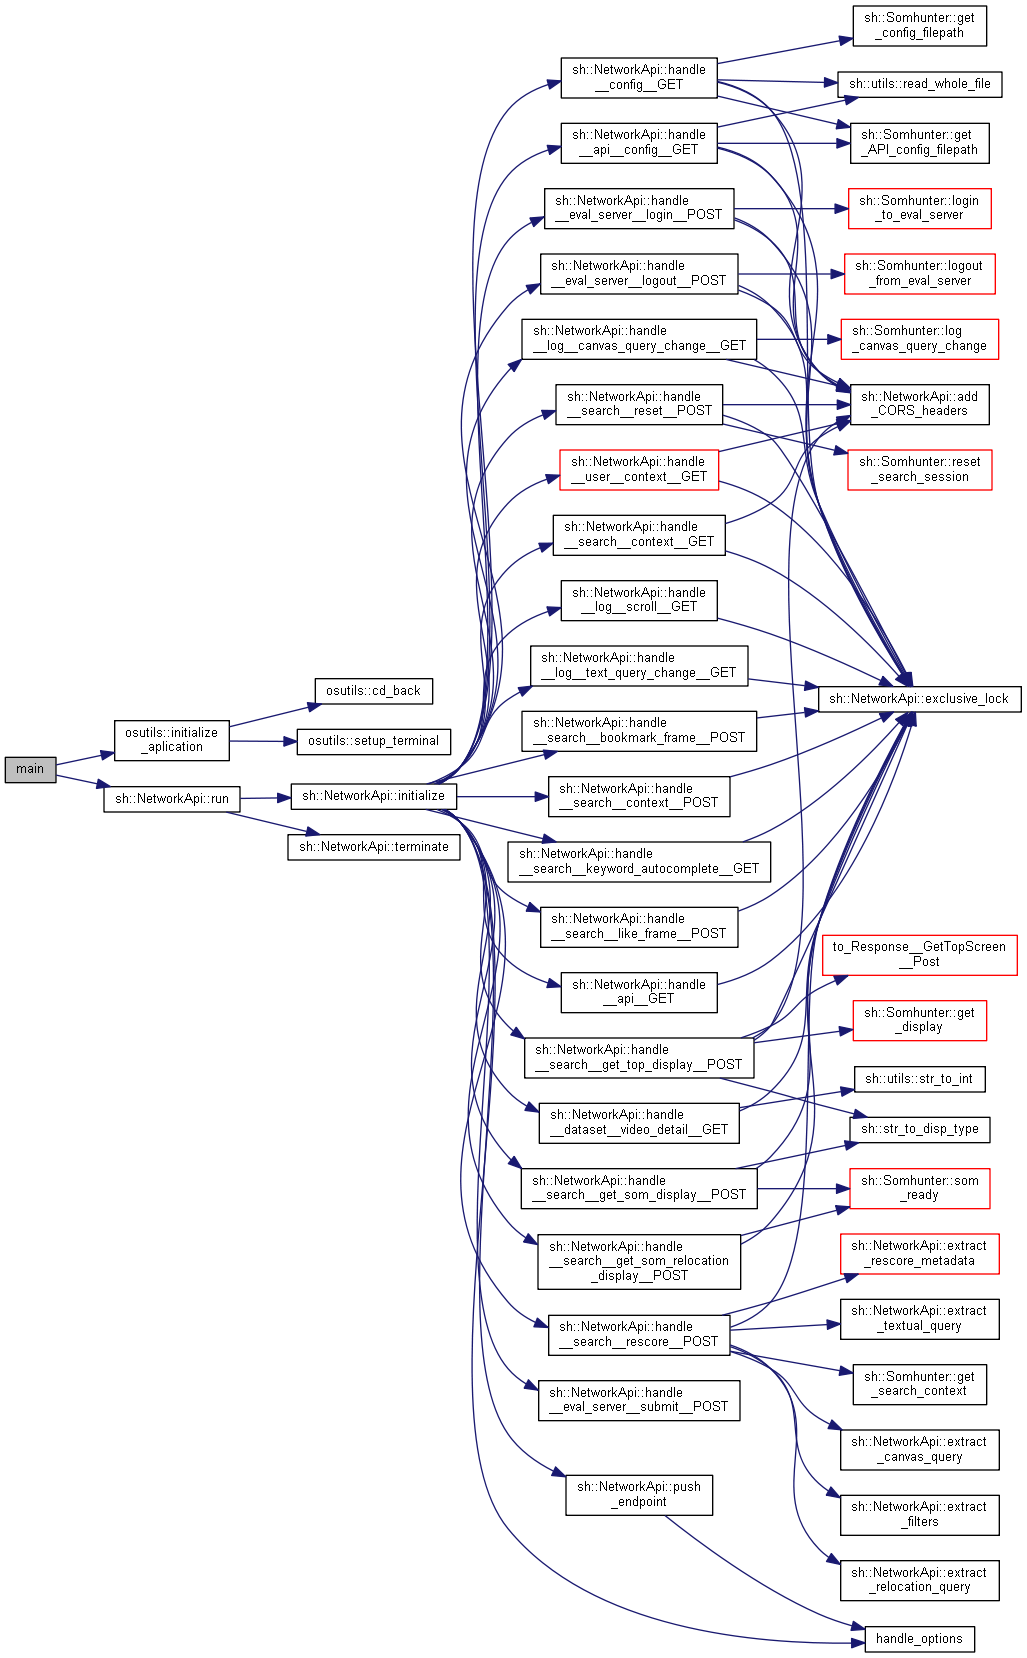 main
osutils::initialize
_aplication
sh::NetworkApi::run
osutils::cd_back
osutils::setup_terminal
sh::NetworkApi::initialize
sh::NetworkApi::terminate
sh::NetworkApi::handle
__config__GET
sh::NetworkApi::handle
__api__config__GET
sh::NetworkApi::handle
__eval_server__login__POST
sh::NetworkApi::handle
__eval_server__logout__POST
sh::NetworkApi::handle
__log__canvas_query_change__GET
sh::NetworkApi::handle
__search__reset__POST
sh::NetworkApi::handle
__user__context__GET
sh::NetworkApi::handle
__search__context__GET
sh::NetworkApi::handle
__log__scroll__GET
sh::NetworkApi::handle
__log__text_query_change__GET
sh::NetworkApi::handle
__search__bookmark_frame__POST
sh::NetworkApi::handle
__search__context__POST
sh::NetworkApi::handle
__search__keyword_autocomplete__GET
sh::NetworkApi::handle
__search__like_frame__POST
sh::NetworkApi::handle
__api__GET
sh::NetworkApi::handle
__search__get_top_display__POST
sh::NetworkApi::handle
__dataset__video_detail__GET
sh::NetworkApi::handle
__search__get_som_display__POST
sh::NetworkApi::handle
__search__get_som_relocation
_display__POST
sh::NetworkApi::handle
__search__rescore__POST
sh::NetworkApi::handle
__eval_server__submit__POST
sh::NetworkApi::push
_endpoint
sh::Somhunter::get
_config_filepath
sh::utils::read_whole_file
sh::Somhunter::get
_API_config_filepath
sh::Somhunter::login
_to_eval_server
sh::Somhunter::logout
_from_eval_server
sh::Somhunter::log
_canvas_query_change
sh::NetworkApi::add
_CORS_headers
sh::Somhunter::reset
_search_session
sh::NetworkApi::exclusive_lock
to_Response__GetTopScreen
__Post
sh::Somhunter::get
_display
sh::utils::str_to_int
sh::str_to_disp_type
sh::Somhunter::som
_ready
sh::NetworkApi::extract
_rescore_metadata
sh::NetworkApi::extract
_textual_query
sh::Somhunter::get
_search_context
sh::NetworkApi::extract
_canvas_query
sh::NetworkApi::extract
_filters
sh::NetworkApi::extract
_relocation_query
handle_options